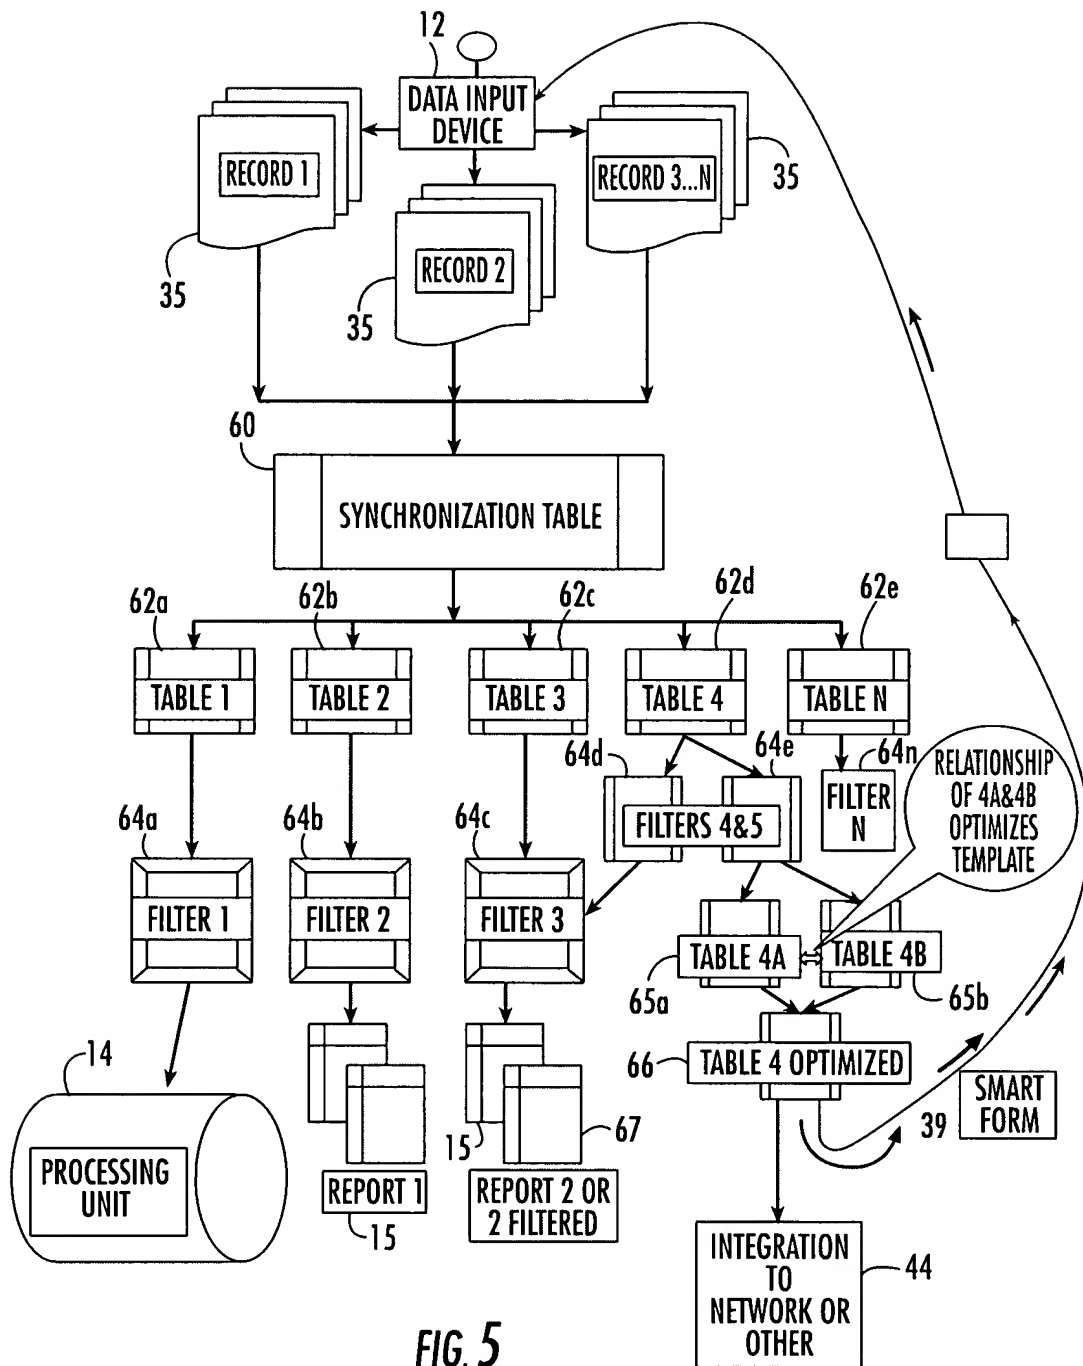 12
DATA INPUT
DEVICE
RECORD 1
RECORD 2
RECORD 3...N
35
35
35
60
SYNCHRONIZATION TABLE
62a
62b
62c
62d
62e
TABLE 1
TABLE 2
TABLE 3
TABLE 4
TABLE N
64d
64e
64n
FILTERS 4&5
FILTER
N
RELATIONSHIP
OF 4A&4B
OPTIMIZES
TEMPLATE
64a
64b
64c
FILTER 1
FILTER 2
FILTER 3
TABLE 4A
TABLE 4B
65a
65b
66
TABLE 4 OPTIMIZED
14
PROCESSING
UNIT
15
67
REPORT 1
15
REPORT 2 OR
2 FILTERED
39
SMART
FORM
INTEGRATION
TO
NETWORK OR
OTHER
44
FIG. 5